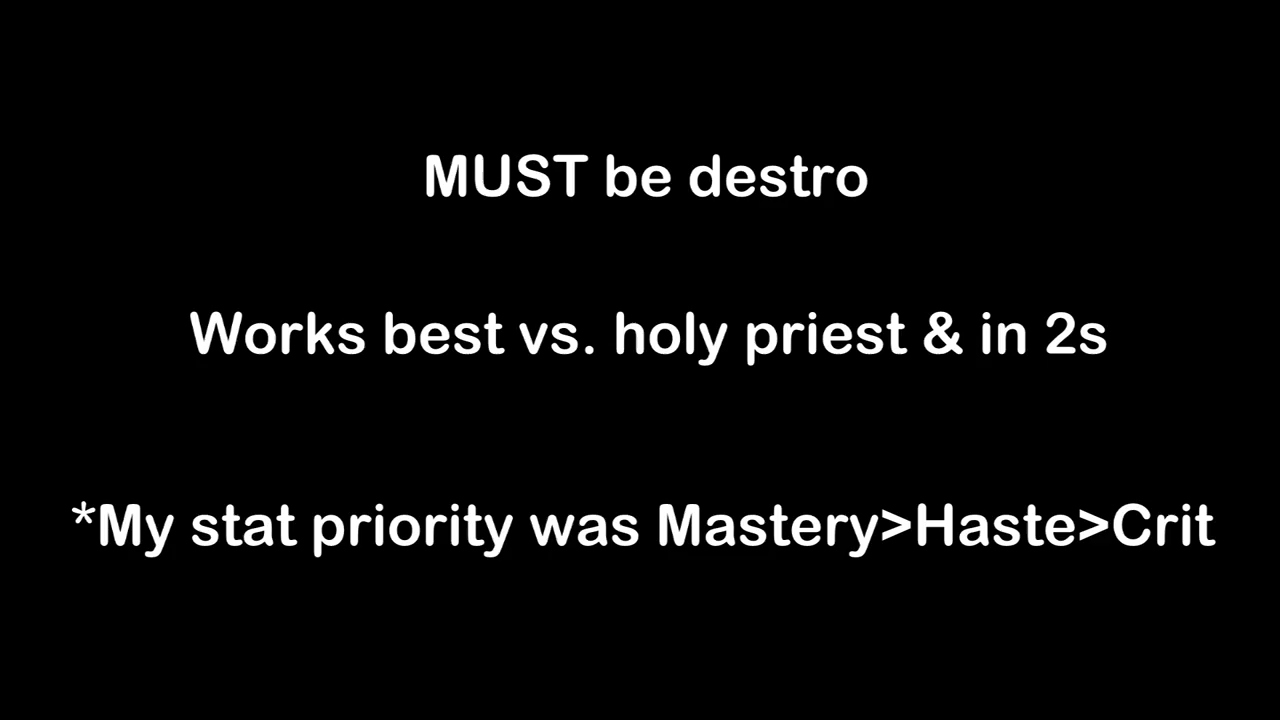 MUST be destro
Works best vs. holy priest & in 2s
*My stat priority was Mastery>Haste>Crit